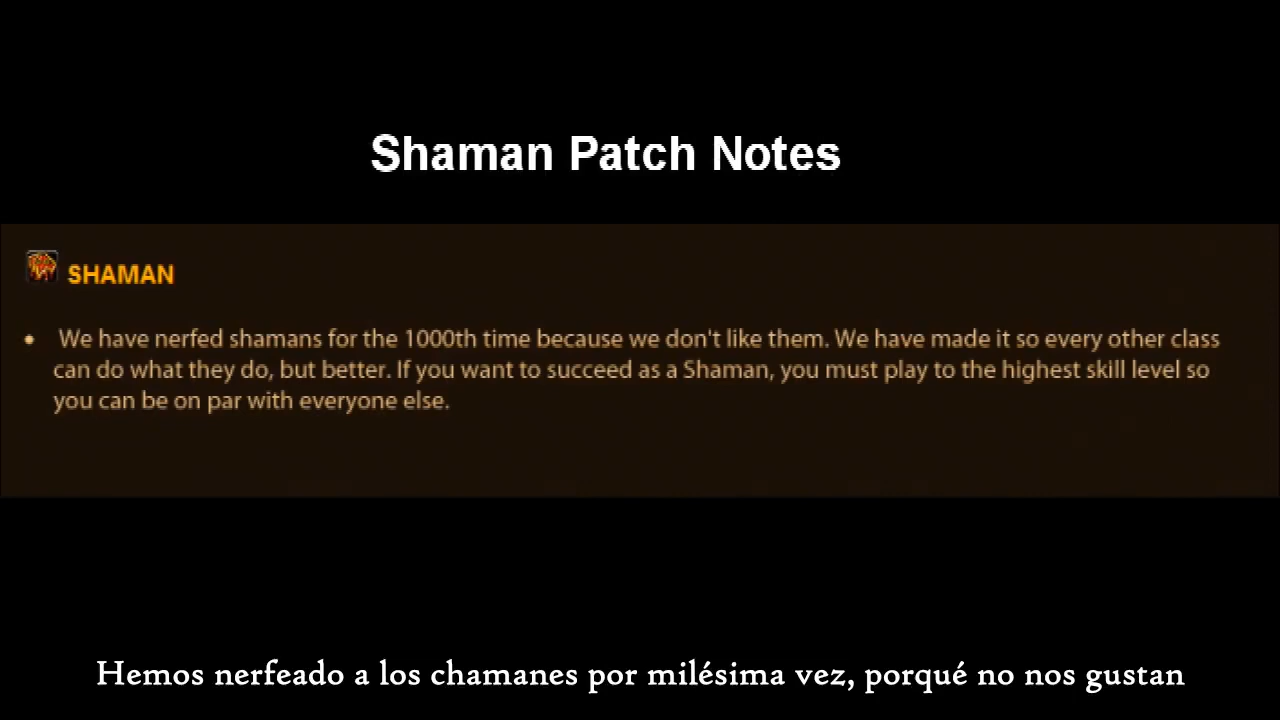 Shaman Patch Notes
SHAMAN
• We have nerfed shamans for the 1000th time because we don't like them. We have made it so every other class
can do what they do, but better. If you want to succeed as a Shaman, you must play to the highest skill level so
you can be on par with everyone else.
Hemos nerfeado a los chamanes por milésima vez, porqué no nos gustan